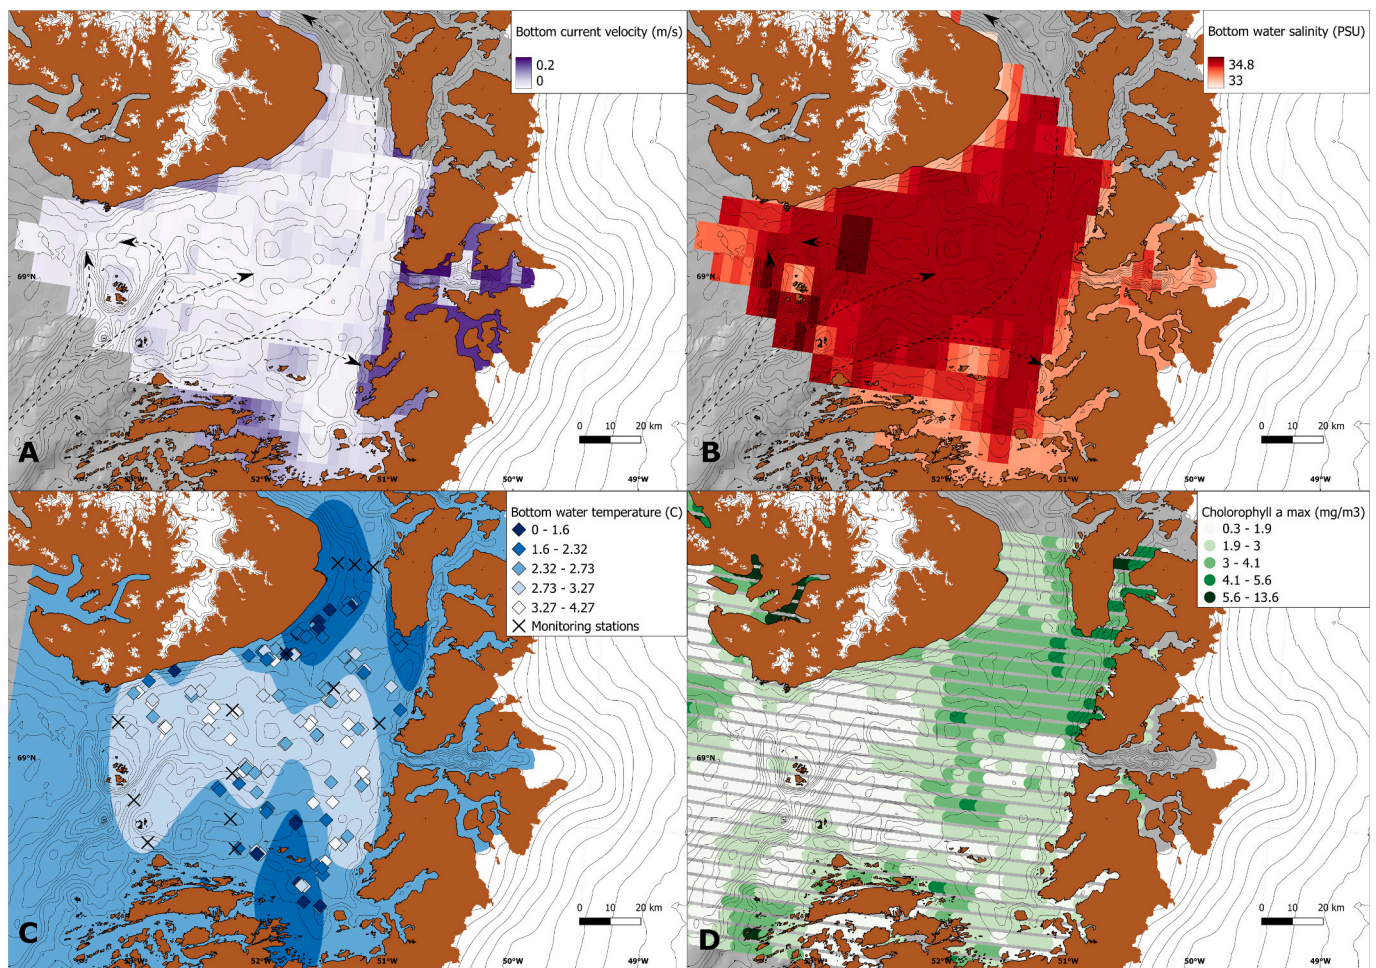 Bottom current velocity (m/s)
0.2
0
69°N
A
53°W
52°W
51°W
50°W
49°W
0 10 20 km
Bottom water salinity (PSU)
34.8
33
69°N
B
53°W
52°W
51°W
50°W
49°W
0 10 20 km
Bottom water temperature (C)
0 - 1.6
1.6 - 2.32
2.32 - 2.73
2.73 - 3.27
3.27 - 4.27
Monitoring stations
69°N
C
53°W
52°W
51°W
50°W
49°W
0 10 20 km
Cholorophyll a max (mg/m3)
0.3 - 1.9
1.9 - 3
3 - 4.1
4.1 - 5.6
5.6 - 13.6
69°N
D
53°W
52°W
51°W
50°W
49°W
0 10 20 km